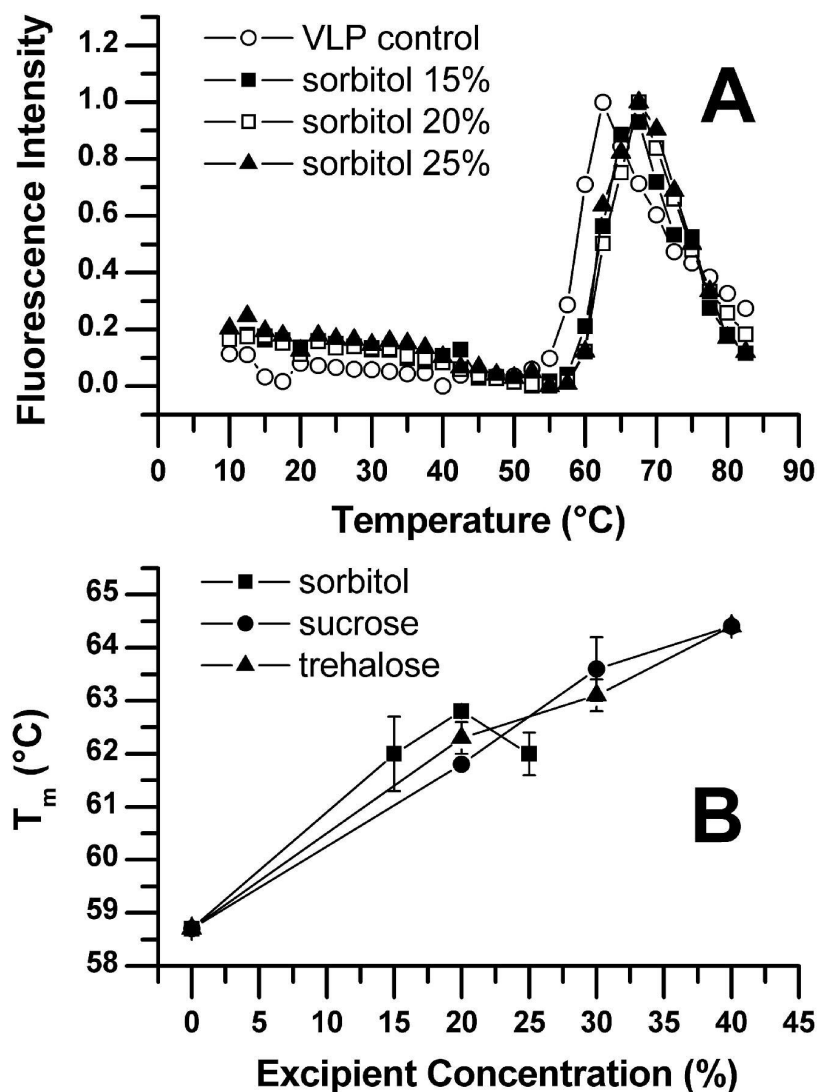 A
VLP control
sorbitol 15%
sorbitol 20%
sorbitol 25%
Fluorescence Intensity
1.2
1.0
0.8
0.6
0.4
0.2
0.0
0 10 20 30 40 50 60 70 80 90
Temperature (°C)
sorbitol
sucrose
trehalose
B
Tm (°C)
65
64
63
62
61
60
59
58
0 5 10 15 20 25 30 35 40 45
Excipient Concentration (%)